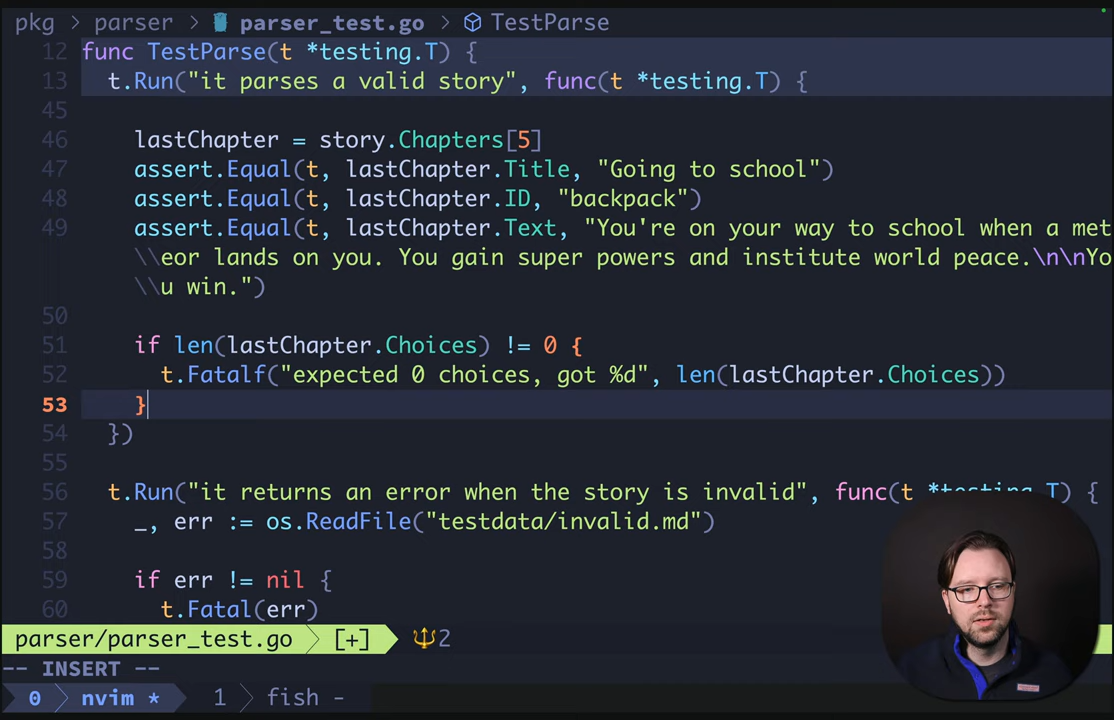 pkg > parser > parser_test.go > TestParse
12 func TestParse(t *testing.T) {
13 t.Run("it parses a valid story", func(t *testing.T) {
45
46 lastChapter = story.Chapters[5]
47 assert.Equal(t, lastChapter.Title, "Going to school")
48 assert.Equal(t, lastChapter.ID, "backpack")
49 assert.Equal(t, lastChapter.Text, "You're on your way to school when a met
\\eor lands on you. You gain super powers and institute world peace.\n\nYo
\\u win.")
50
51 if len(lastChapter.Choices) != 0 {
52 t.Fatalf("expected 0 choices, got %d", len(lastChapter.Choices))
53 }
54 })
55
56 t.Run("it returns an error when the story is invalid", func(t *testing.T) {
57 _, err := os.ReadFile("testdata/invalid.md")
58
59 if err != nil {
60 t.Fatal(err)
parser/parser_test.go [+] 2
-- INSERT --
0 nvim * 1 fish -